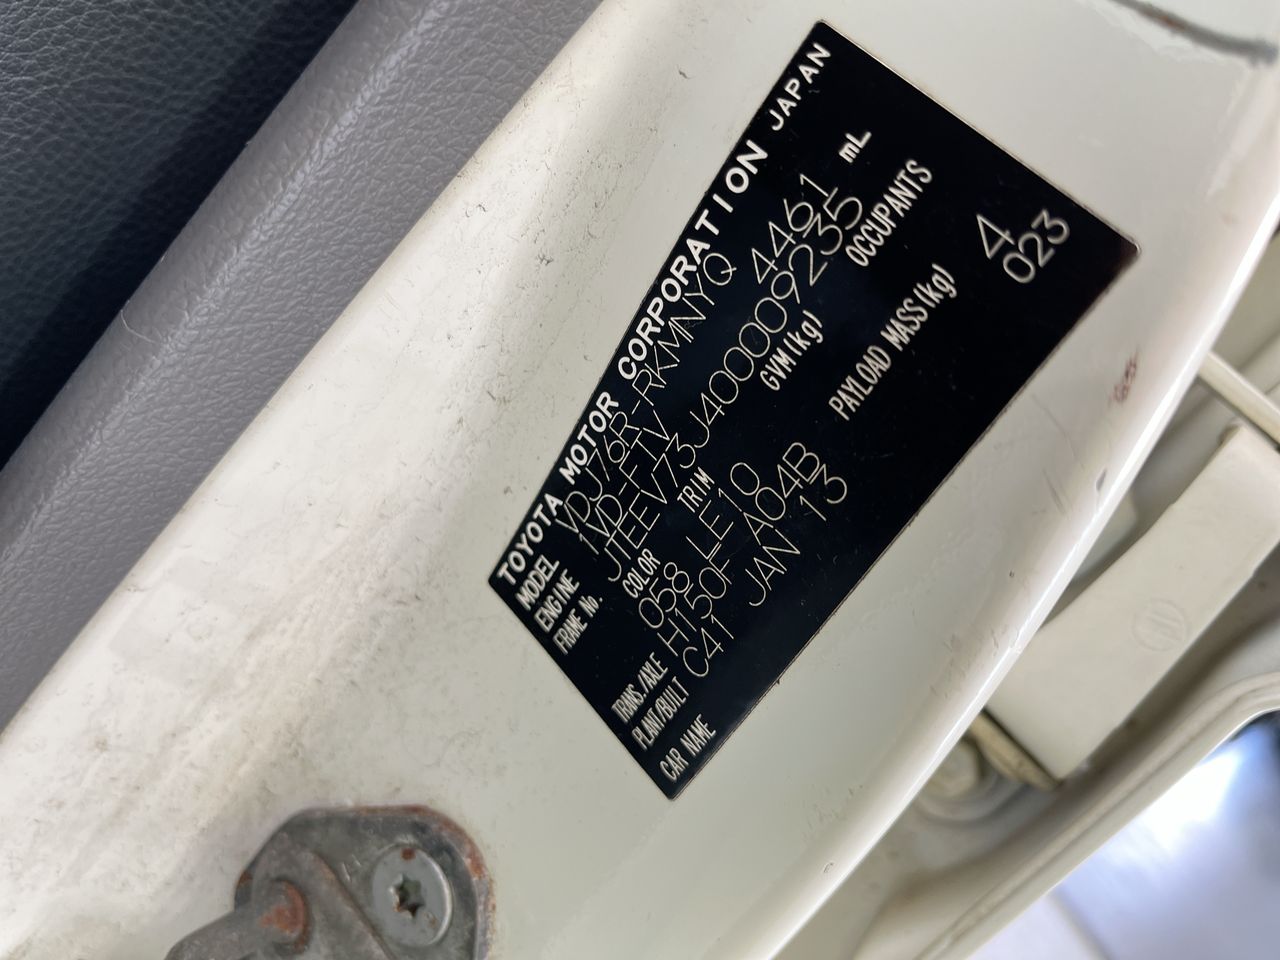 TOYOTA MOTOR CORPORATION JAPAN
MODEL VDJ76R-RKMNYQ
ENGINE 1VD-FTV 4461 mL
FRAME No. JTEEV73J400009235
COLOR TRIM GVM(kg) OCCUPANTS
058 LE10 4
TRANS./AXLE H150F A04B PAYLOAD MASS(kg) 023
PLANT/BUILT C41 JAN 13
CAR NAME